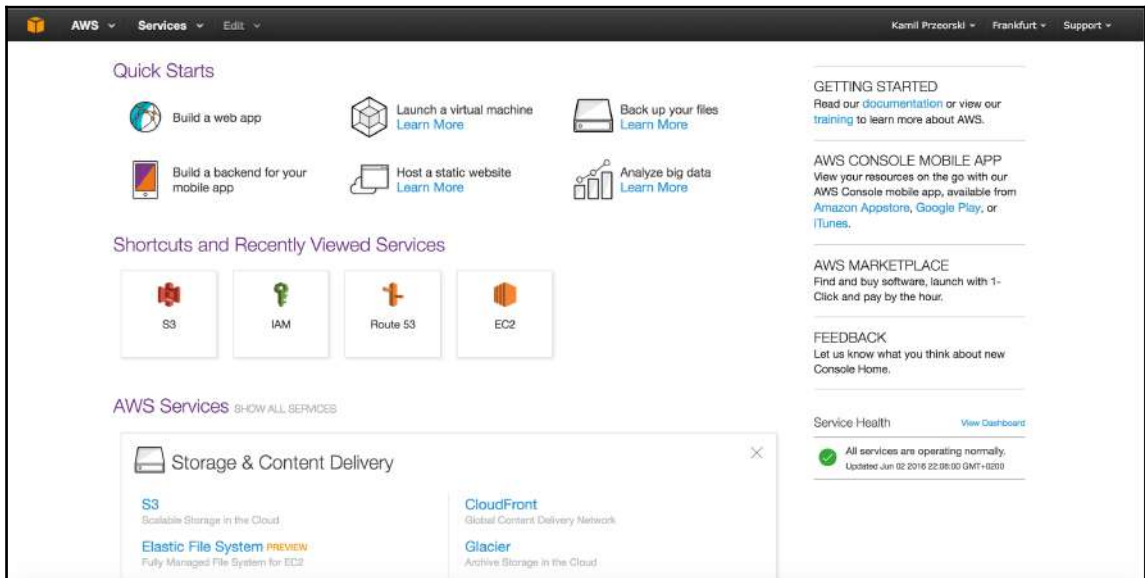 AWS Services Edit Kamil Przeorski Frankfurt Support
Quick Starts
Build a web app
Launch a virtual machine
Learn More
Back up your files
Learn More
Build a backend for your
mobile app
Host a static website
Learn More
Analyze big data
Learn More
Shortcuts and Recently Viewed Services
S3
IAM
Route 53
EC2
AWS Services SHOW ALL SERVICES
Storage & Content Delivery
S3
Scalable Storage in the Cloud
CloudFront
Global Content Delivery Network
Elastic File System PREVIEW
Fully Managed File System for EC2
Glacier
Archive Storage in the Cloud
GETTING STARTED
Read our documentation or view our
training to learn more about AWS.
AWS CONSOLE MOBILE APP
View your resources on the go with our
AWS Console mobile app, available from
Amazon Appstore, Google Play, or
iTunes.
AWS MARKETPLACE
Find and buy software, launch with 1-
Click and pay by the hour.
FEEDBACK
Let us know what you think about new
Console Home.
Service Health View Dashboard
All services are operating normally.
Updated Jun 02 2016 22:08:00 GMT+0200